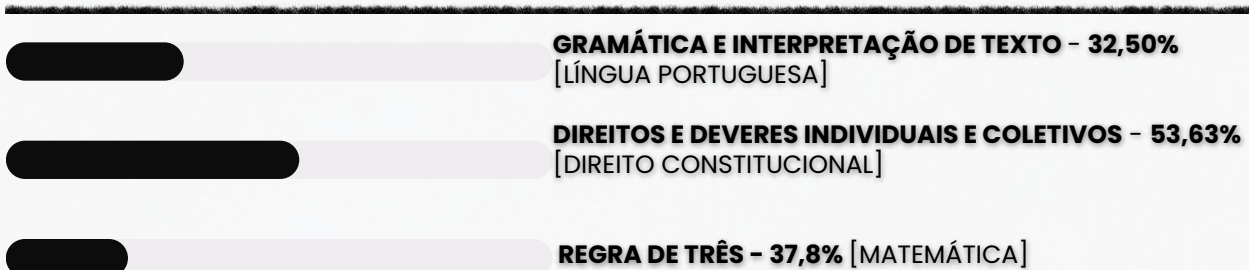 GRAMÁTICA E INTERPRETAÇÃO DE TEXTO - 32,50%
[LÍNGUA PORTUGUESA]
DIREITOS E DEVERES INDIVIDUAIS E COLETIVOS - 53,63%
[DIREITO CONSTITUCIONAL]
REGRA DE TRÊS - 37,8% [MATEMÁTICA]